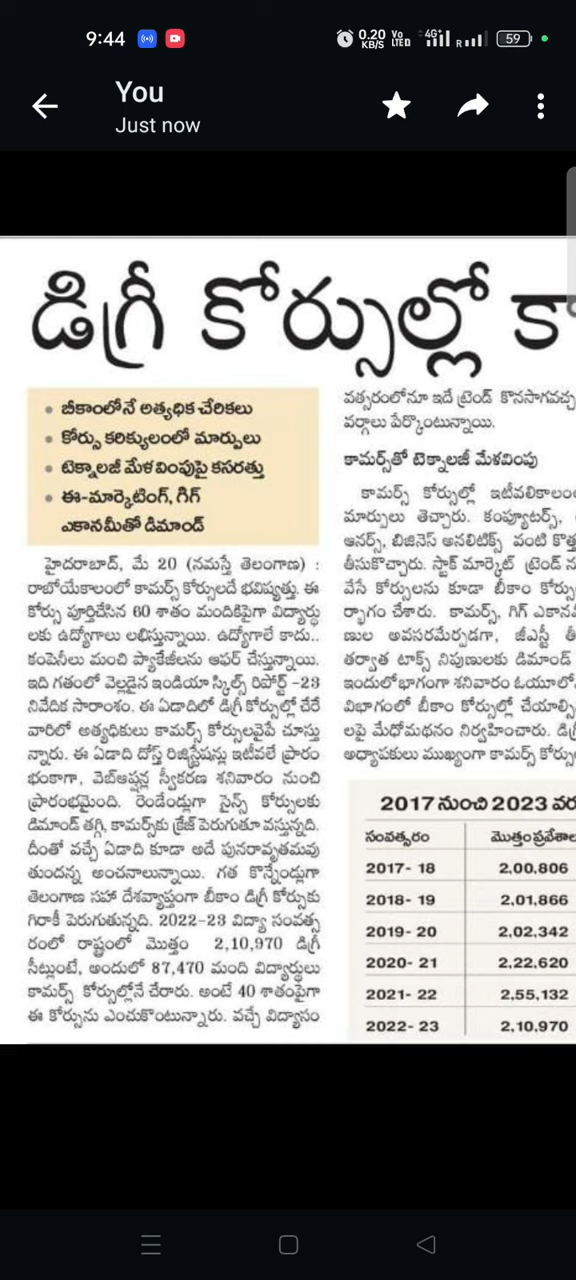 9:44
0.20 KB/S
Vo LTE D
4G+
R
59
You
Just now
డిగ్రీ కోర్సుల్లో కా
• బీకాంలోనే అత్యధిక చేరికలు
• కోర్సు కరిక్యులంలో మార్పులు
• టెక్నాలజీ మేళవింపుపై కసరత్తు
• ఈ-మార్కెటింగ్, గిగ్
ఎకానమీతో డిమాండ్
హైదరాబాద్, మే 20 (నమస్తే తెలంగాణ) :
రాబోయేకాలంలో కామర్స్ కోర్సులదే భవిష్యత్తు. ఈ
కోర్సు పూర్తిచేసిన 60 శాతం మందికిపైగా విద్యార్థు
లకు ఉద్యోగాలు లభిస్తున్నాయి. ఉద్యోగాలే కాదు..
కంపెనీలు మంచి ప్యాకేజీలను ఆఫర్ చేస్తున్నాయి.
ఇది గతంలో వెల్లడైన ఇండియా స్కిల్స్ రిపోర్ట్ -23
నివేదిక సారాంశం. ఈ ఏడాదిలో డిగ్రీ కోర్సుల్లో చేరే
వారిలో అత్యధికులు కామర్స్ కోర్సులవైపే చూస్తు
న్నారు. ఈ ఏడాది దోస్త్ రిజిస్ట్రేషన్లు ఇటీవలే ప్రారం
భంకాగా, వెబ్ఆప్షన్ల స్వీకరణ శనివారం నుంచి
ప్రారంభమైంది. రెండేండ్లుగా సైన్స్ కోర్సులకు
డిమాండ్ తగ్గి, కామర్స్‌కు క్రేజ్ పెరుగుతూ వస్తున్నది.
దీంతో వచ్చే ఏడాది కూడా అదే పునరావృతమవు
తుందన్న అంచనాలున్నాయి. గత కొన్నేండ్లుగా
తెలంగాణ సహా దేశవ్యాప్తంగా బీకాం డిగ్రీ కోర్సుకు
గిరాకీ పెరుగుతున్నది. 2022-23 విద్యా సంవత్స
రంలో రాష్ట్రంలో మొత్తం 2,10,970 డిగ్రీ
సీట్లుంటే, అందులో 87,470 మంది విద్యార్థులు
కామర్స్ కోర్సుల్లోనే చేరారు. అంటే 40 శాతంపైగా
ఈ కోర్సును ఎంచుకొంటున్నారు. వచ్చే విద్యాసం
వత్సరంలోనూ ఇదే ట్రెండ్ కొనసాగవచ్చ
వర్గాలు పేర్కొంటున్నాయి.
కామర్స్‌తో టెక్నాలజీ మేళవింపు
కామర్స్ కోర్సుల్లో ఇటీవలికాలం
మార్పులు తెచ్చారు. కంప్యూటర్స్,
ఆనర్స్, బిజినెస్ అనలిటిక్స్ వంటి కొత్త
తీసుకొచ్చారు. స్టాక్ మార్కెట్ ట్రెండ్ న
వేసే కోర్సులను కూడా బీకాం కోర్సు
ర్భాగం చేశారు. కామర్స్, గిగ్ ఎకాన
ణుల అవసరమేర్పడగా, జీఎస్టీ తీ
తర్వాత టాక్స్ నిపుణులకు డిమాండ్
ఇందులోభాగంగా శనివారం ఓయూలో
విభాగంలో బీకాం కోర్సుల్లో చేయాల్సి
లపై మేధోమథనం నిర్వహించారు. డిగ్
అధ్యాపకులు ముఖ్యంగా కామర్స్ కోర్సు
2017 నుంచి 2023 వర
సంవత్సరం మొత్తంప్రవేశాల
2017- 18 2,00,806
2018- 19 2,01,866
2019- 20 2,02,342
2020- 21 2,22,620
2021- 22 2,55,132
2022- 23 2,10,970